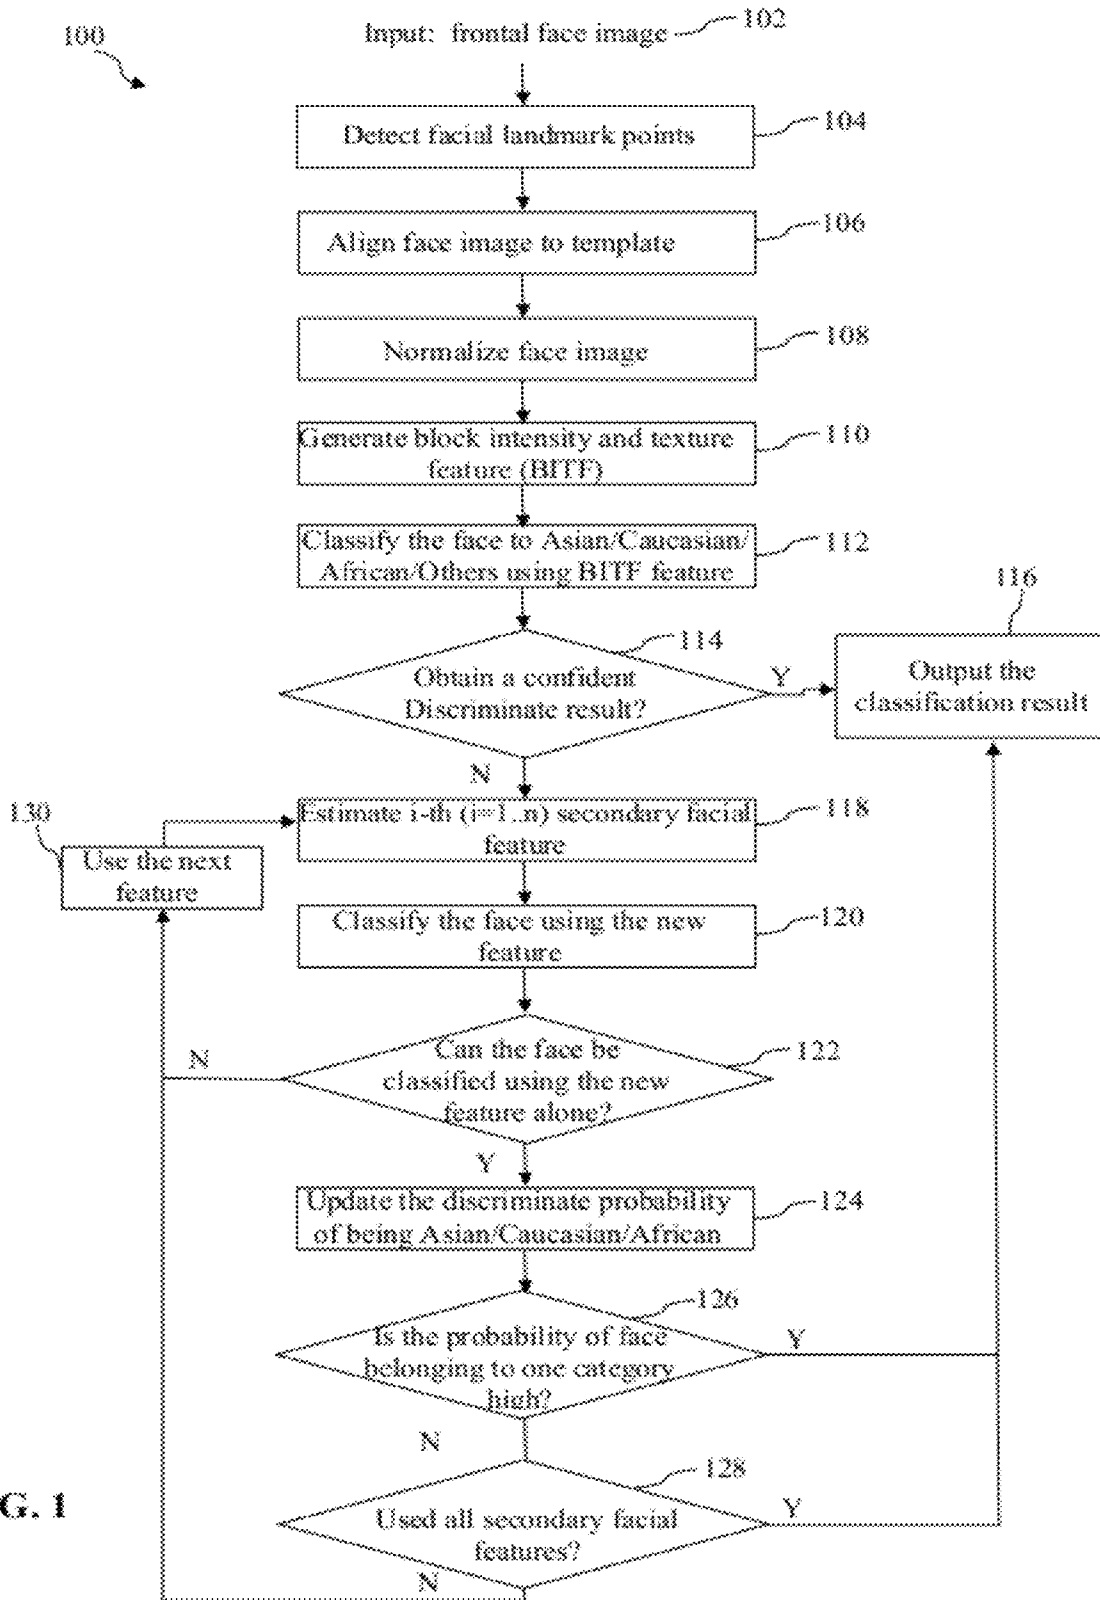 100
Input: frontal face image
102
Detect facial landmark points
104
Align face image to template
106
Normalize face image
108
Generate block intensity and texture
feature (BITF)
110
Classify the face to Asian/Caucasian/
African/Others using BITF feature
112
116
114
Obtain a confident
Discriminate result?
Y
Output the
classification result
N
130
Use the next
feature
Estimate i-th (i=1..n) secondary facial
feature
118
Classify the face using the new
feature
120
Can the face be
classified using the new
feature alone?
122
N
Y
Update the discriminate probability
of being Asian/Caucasian/African
124
126
Is the probability of face
belonging to one category
high?
Y
N
128
Used all secondary facial
features?
Y
N
G. 1